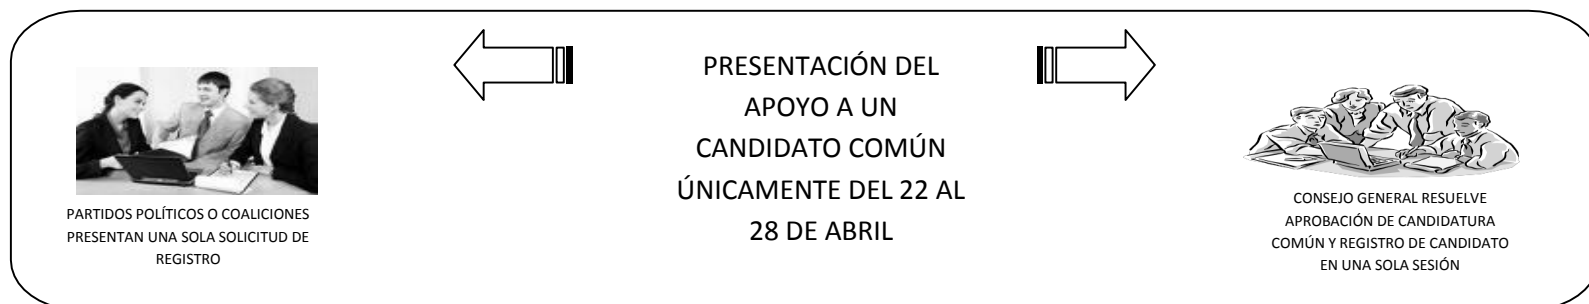 PARTIDOS POLÍTICOS O COALICIONES
PRESENTAN UNA SOLA SOLICITUD DE
REGISTRO
PRESENTACIÓN DEL
APOYO A UN
CANDIDATO COMÚN
ÚNICAMENTE DEL 22 AL
28 DE ABRIL
CONSEJO GENERAL RESUELVE
APROBACIÓN DE CANDIDATURA
COMÚN Y REGISTRO DE CANDIDATO
EN UNA SOLA SESIÓN